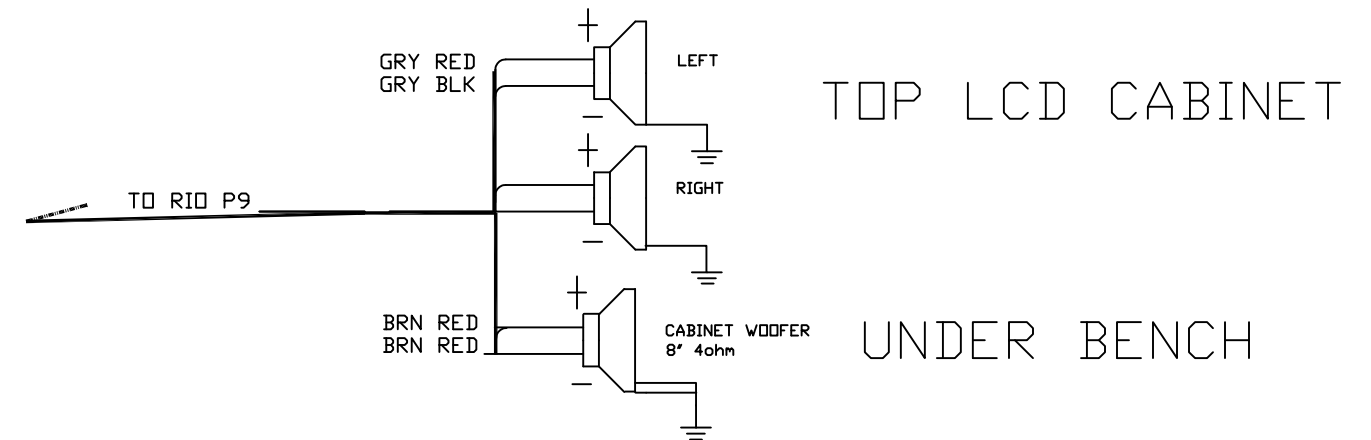 +
GRY RED
GRY BLK
LEFT
TOP LCD CABINET
−
+
TO RIO P9
RIGHT
−
+
BRN RED
BRN RED
CABINET WOOFER
8" 4ohm
UNDER BENCH
−